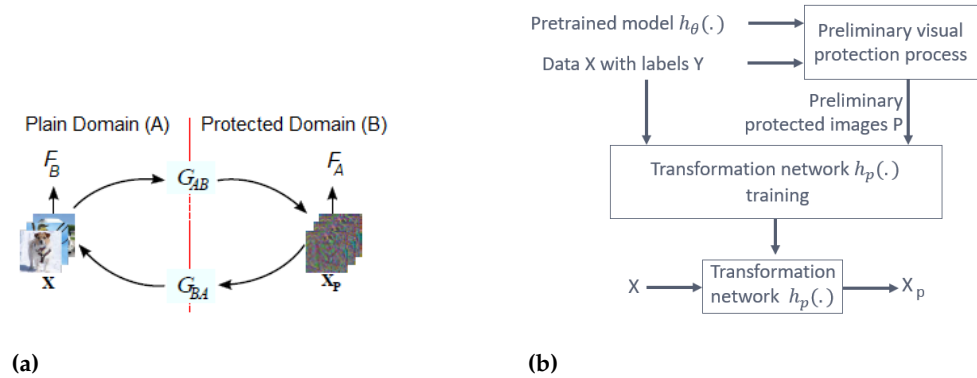 Plain Domain (A)
Protected Domain (B)
F_B
F_A
G_AB
X
X_P
G_BA
(a)
Pretrained model h_θ(.)
Data X with labels Y
Preliminary visual
protection process
Preliminary
protected images P
Transformation network h_p(.)
training
X
Transformation
network h_p(.)
X_p
(b)